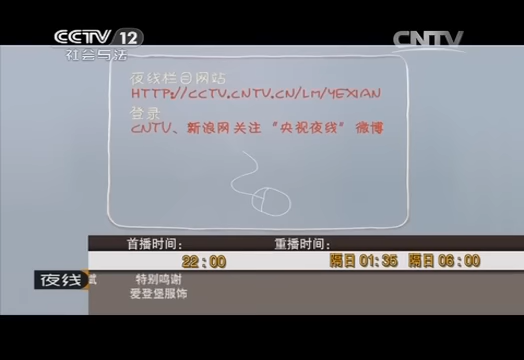 CCTV 12
社会与法
CNTV
夜线栏目网站
HTTP://CCTV.CNTV.CN/LM/YEXIAN
登录
CNTV、新浪网关注“央视夜线”微博
首播时间： 重播时间：
22:00 隔日 01:35 隔日 06:00
夜线 特别鸣谢
爱登堡服饰